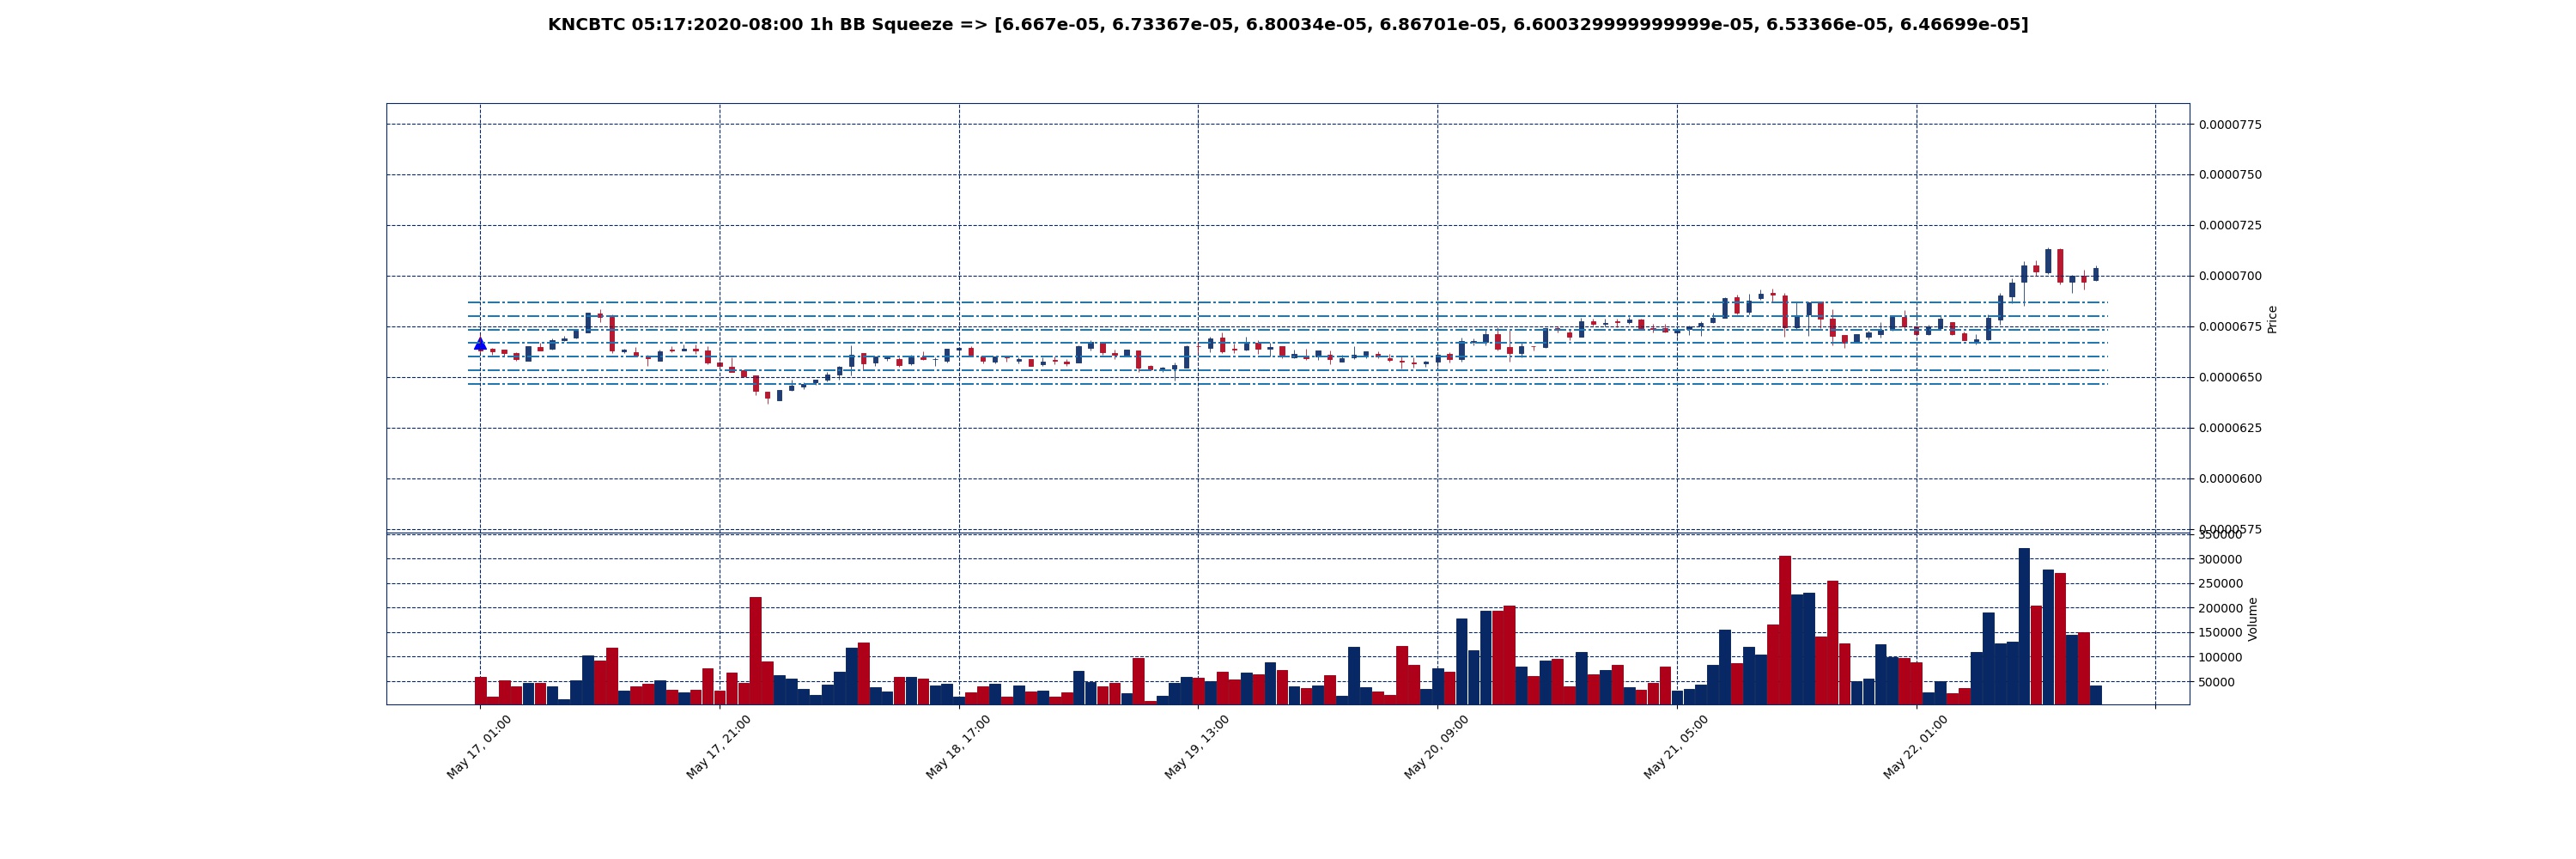 KNCBTC 05:17:2020-08:00 1h BB Squeeze => [6.667e-05, 6.73367e-05, 6.80034e-05, 6.86701e-05, 6.600329999999999e-05, 6.53366e-05, 6.46699e-05]
0.0000775
0.0000750
0.0000725
0.0000700
0.0000675
0.0000650
0.0000625
0.0000600
0.0000575
Price
350000
300000
250000
200000
150000
100000
50000
Volume
May 17, 01:00
May 17, 21:00
May 18, 17:00
May 19, 13:00
May 20, 09:00
May 21, 05:00
May 22, 01:00